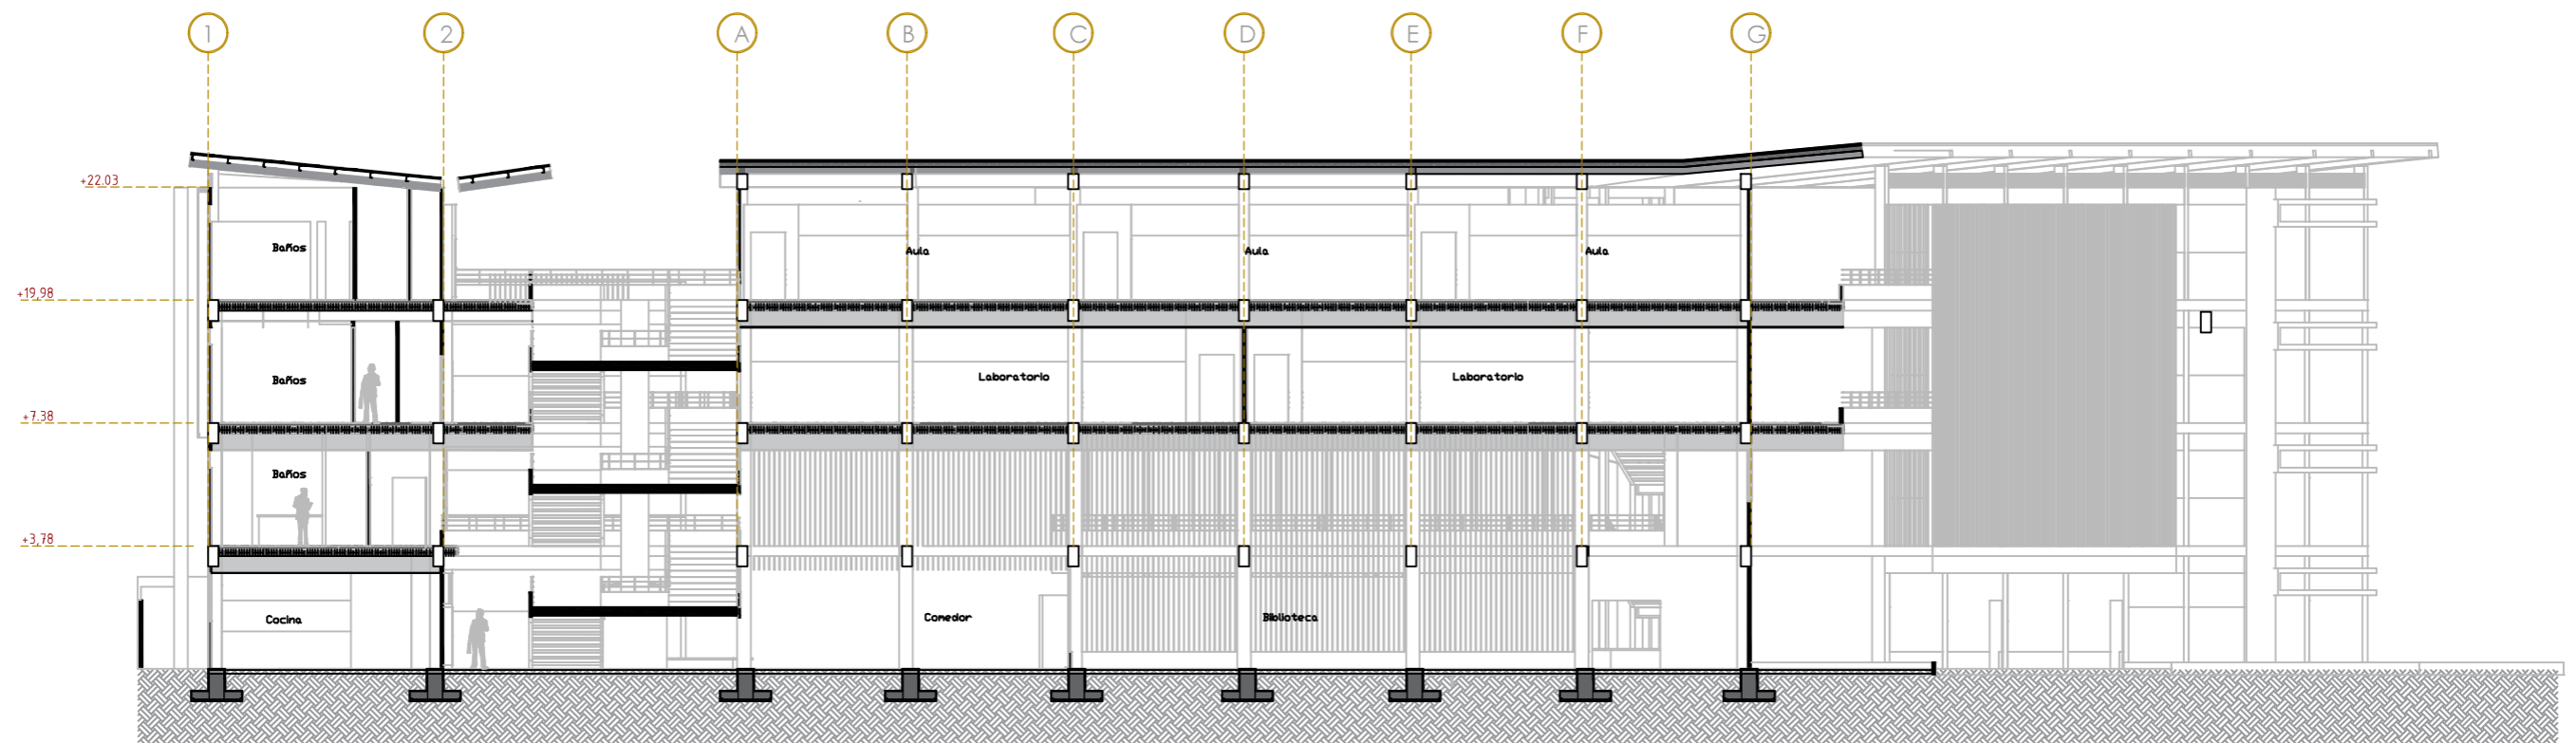 1 2 A B C D E F G
+22.03
Baños Aula Aula Aula
+19,98
Baños Laboratorio Laboratorio
+7.38
Baños
+3,78
Cocina Comedor Biblioteca